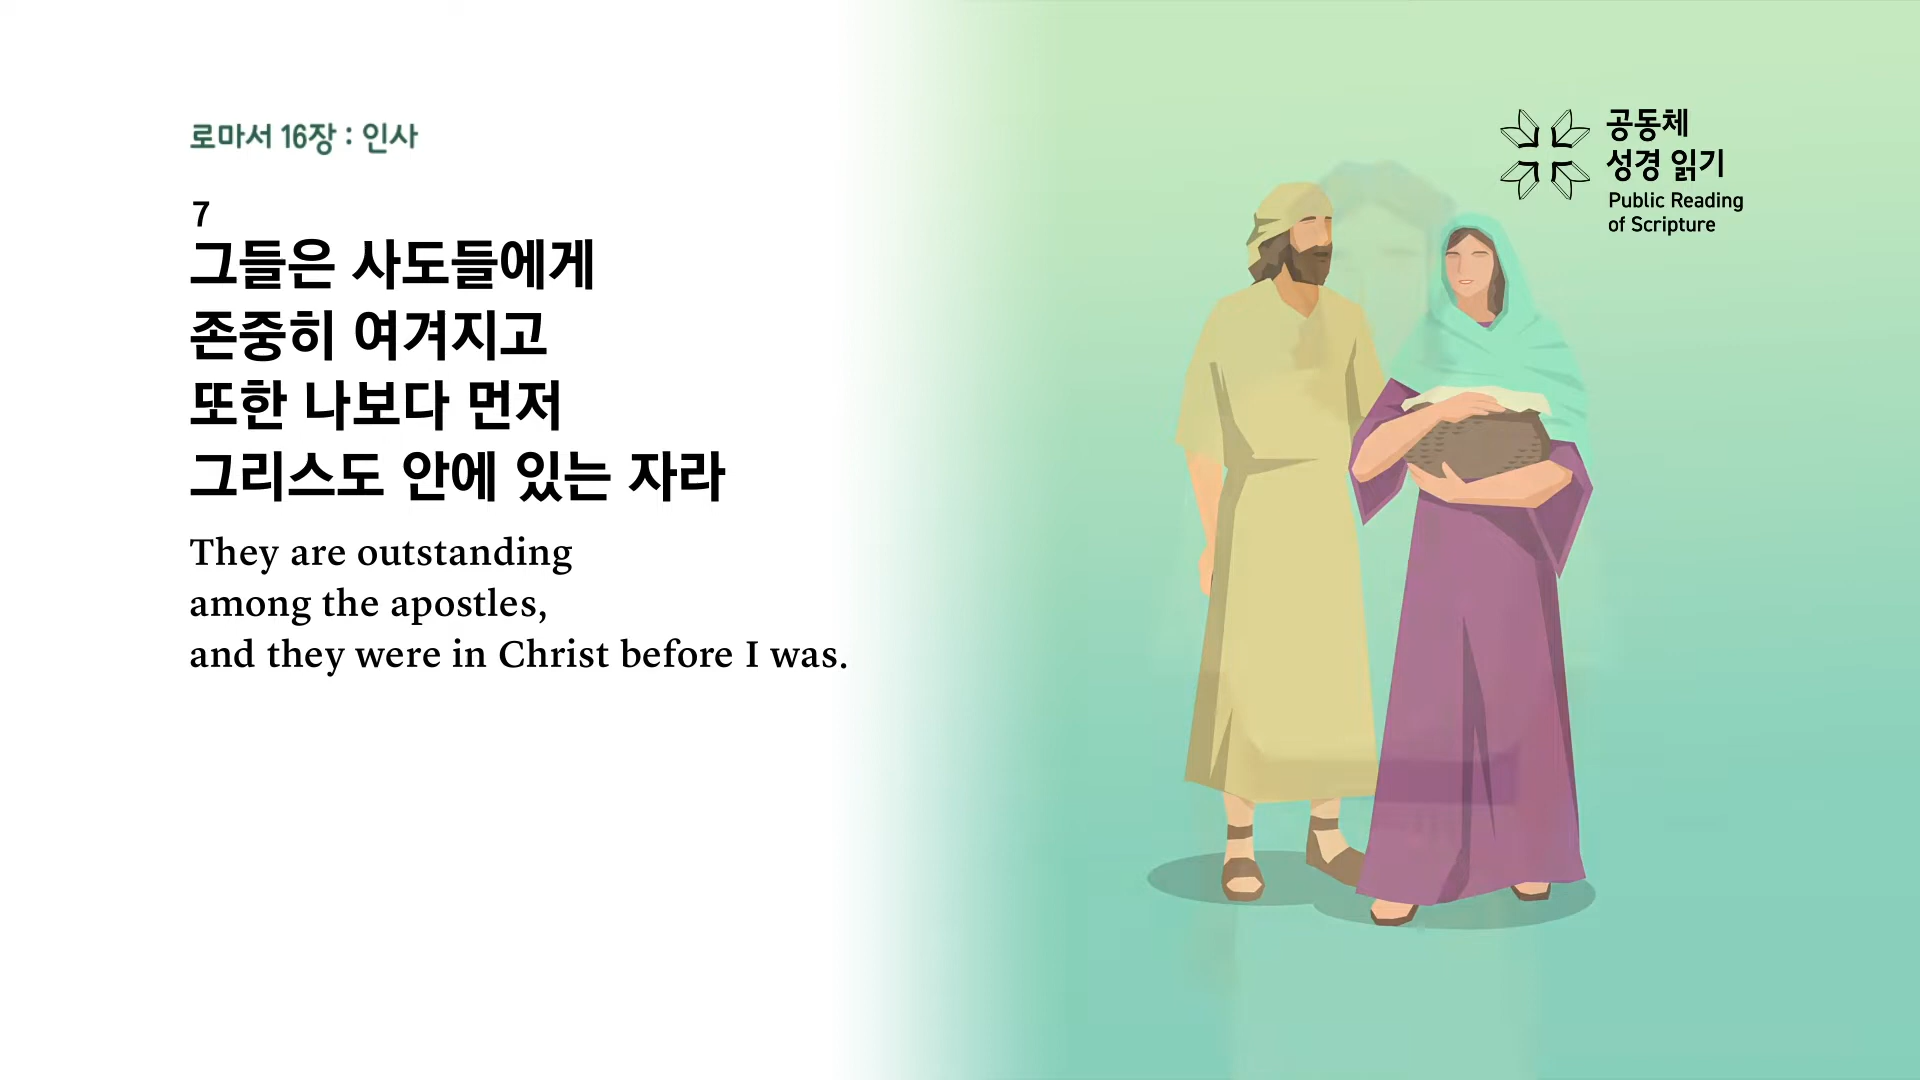 로마서 16장 : 인사
7
그들은 사도들에게
존중히 여겨지고
또한 나보다 먼저
그리스도 안에 있는 자라
They are outstanding
among the apostles,
and they were in Christ before I was.
공동체
성경 읽기
Public Reading
of Scripture